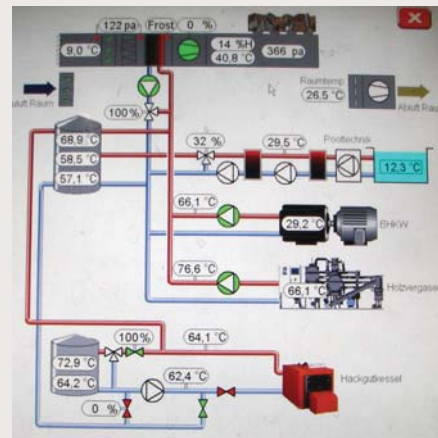 122 pa Frost 0 %
9,0 °C
14 %H
40,8 °C
366 pa
Raumtemp.
26,5 °C
Zuluft Raum
Abluft Raum
100%
68,9 °C
58,5 °C
57,1 °C
32 %
29,5 °C
Pooltechnik
12,3 °C
66,1 °C
29,2 °C
BHKW
76,6 °C
66,1 °C
Holzvergaser
100%
64,1 °C
72,9 °C
64,2 °C
62,4 °C
Hackgutkessel
0 %